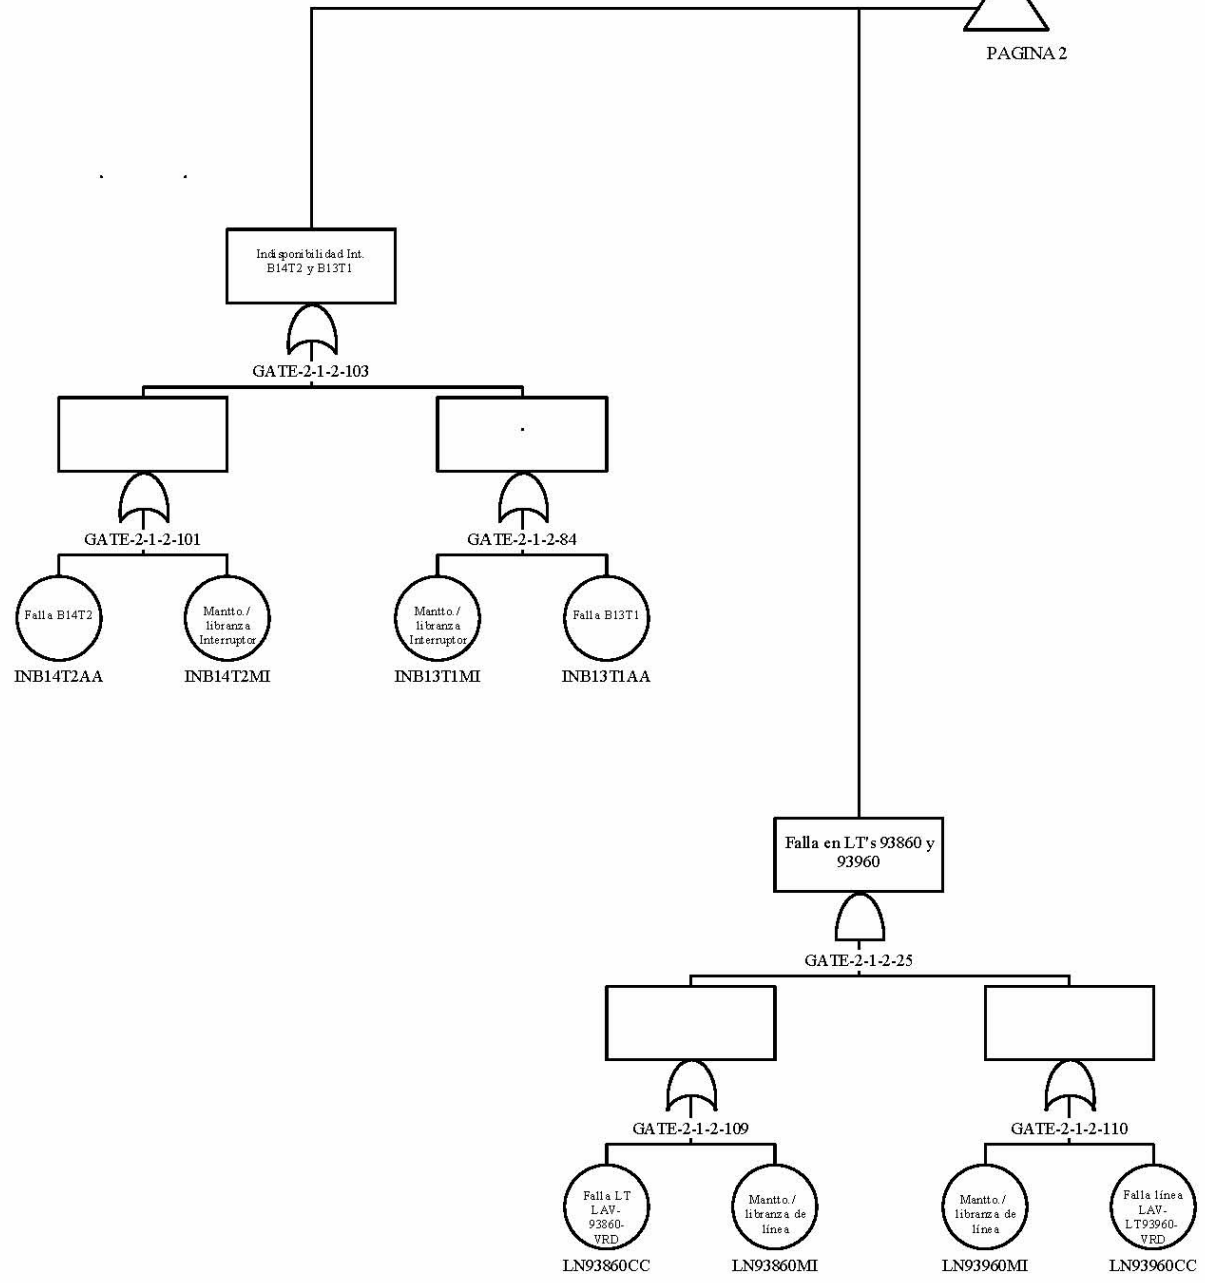 PAGINA 2
Indisponibilidad Int.
B14T2 y B13T1
GATE-2-1-2-103
GATE-2-1-2-101
GATE-2-1-2-84
Falla B14T2
Mantto./
libranza
Interruptor
Mantto./
libranza
Interruptor
Falla B13T1
INB14T2AA
INB14T2MI
INB13T1MI
INB13T1AA
Falla en LT's 93860 y
93960
GATE-2-1-2-25
GATE-2-1-2-109
GATE-2-1-2-110
Falla LT
LAV-
93860-
VRD
Mantto./
libranza de
línea
Mantto./
libranza de
línea
Falla línea
LAV-
LT93960-
VRD
LN93860CC
LN93860MI
LN93960MI
LN93960CC